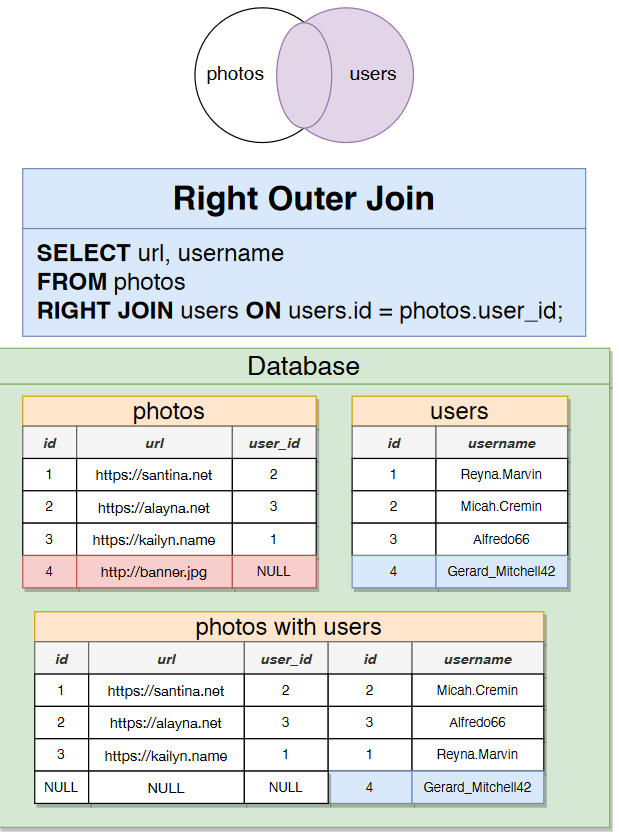 photos users
Right Outer Join
SELECT url, username
FROM photos
RIGHT JOIN users ON users.id = photos.user_id;
Database
photos
id url user_id
1 https://santina.net 2
2 https://alayna.net 3
3 https://kailyn.name 1
4 http://banner.jpg NULL
users
id username
1 Reyna.Marvin
2 Micah.Cremin
3 Alfredo66
4 Gerard_Mitchell42
photos with users
id url user_id id username
1 https://santina.net 2 2 Micah.Cremin
2 https://alayna.net 3 3 Alfredo66
3 https://kailyn.name 1 1 Reyna.Marvin
NULL NULL NULL 4 Gerard_Mitchell42